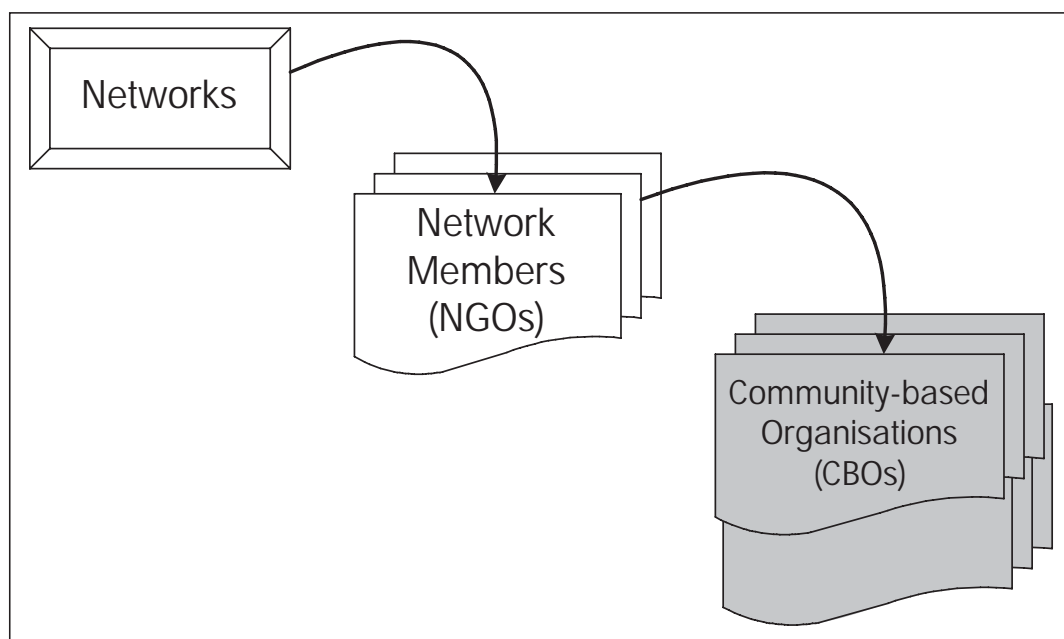 Networks
Network
Members
(NGOs)
Community-based
Organisations
(CBOs)